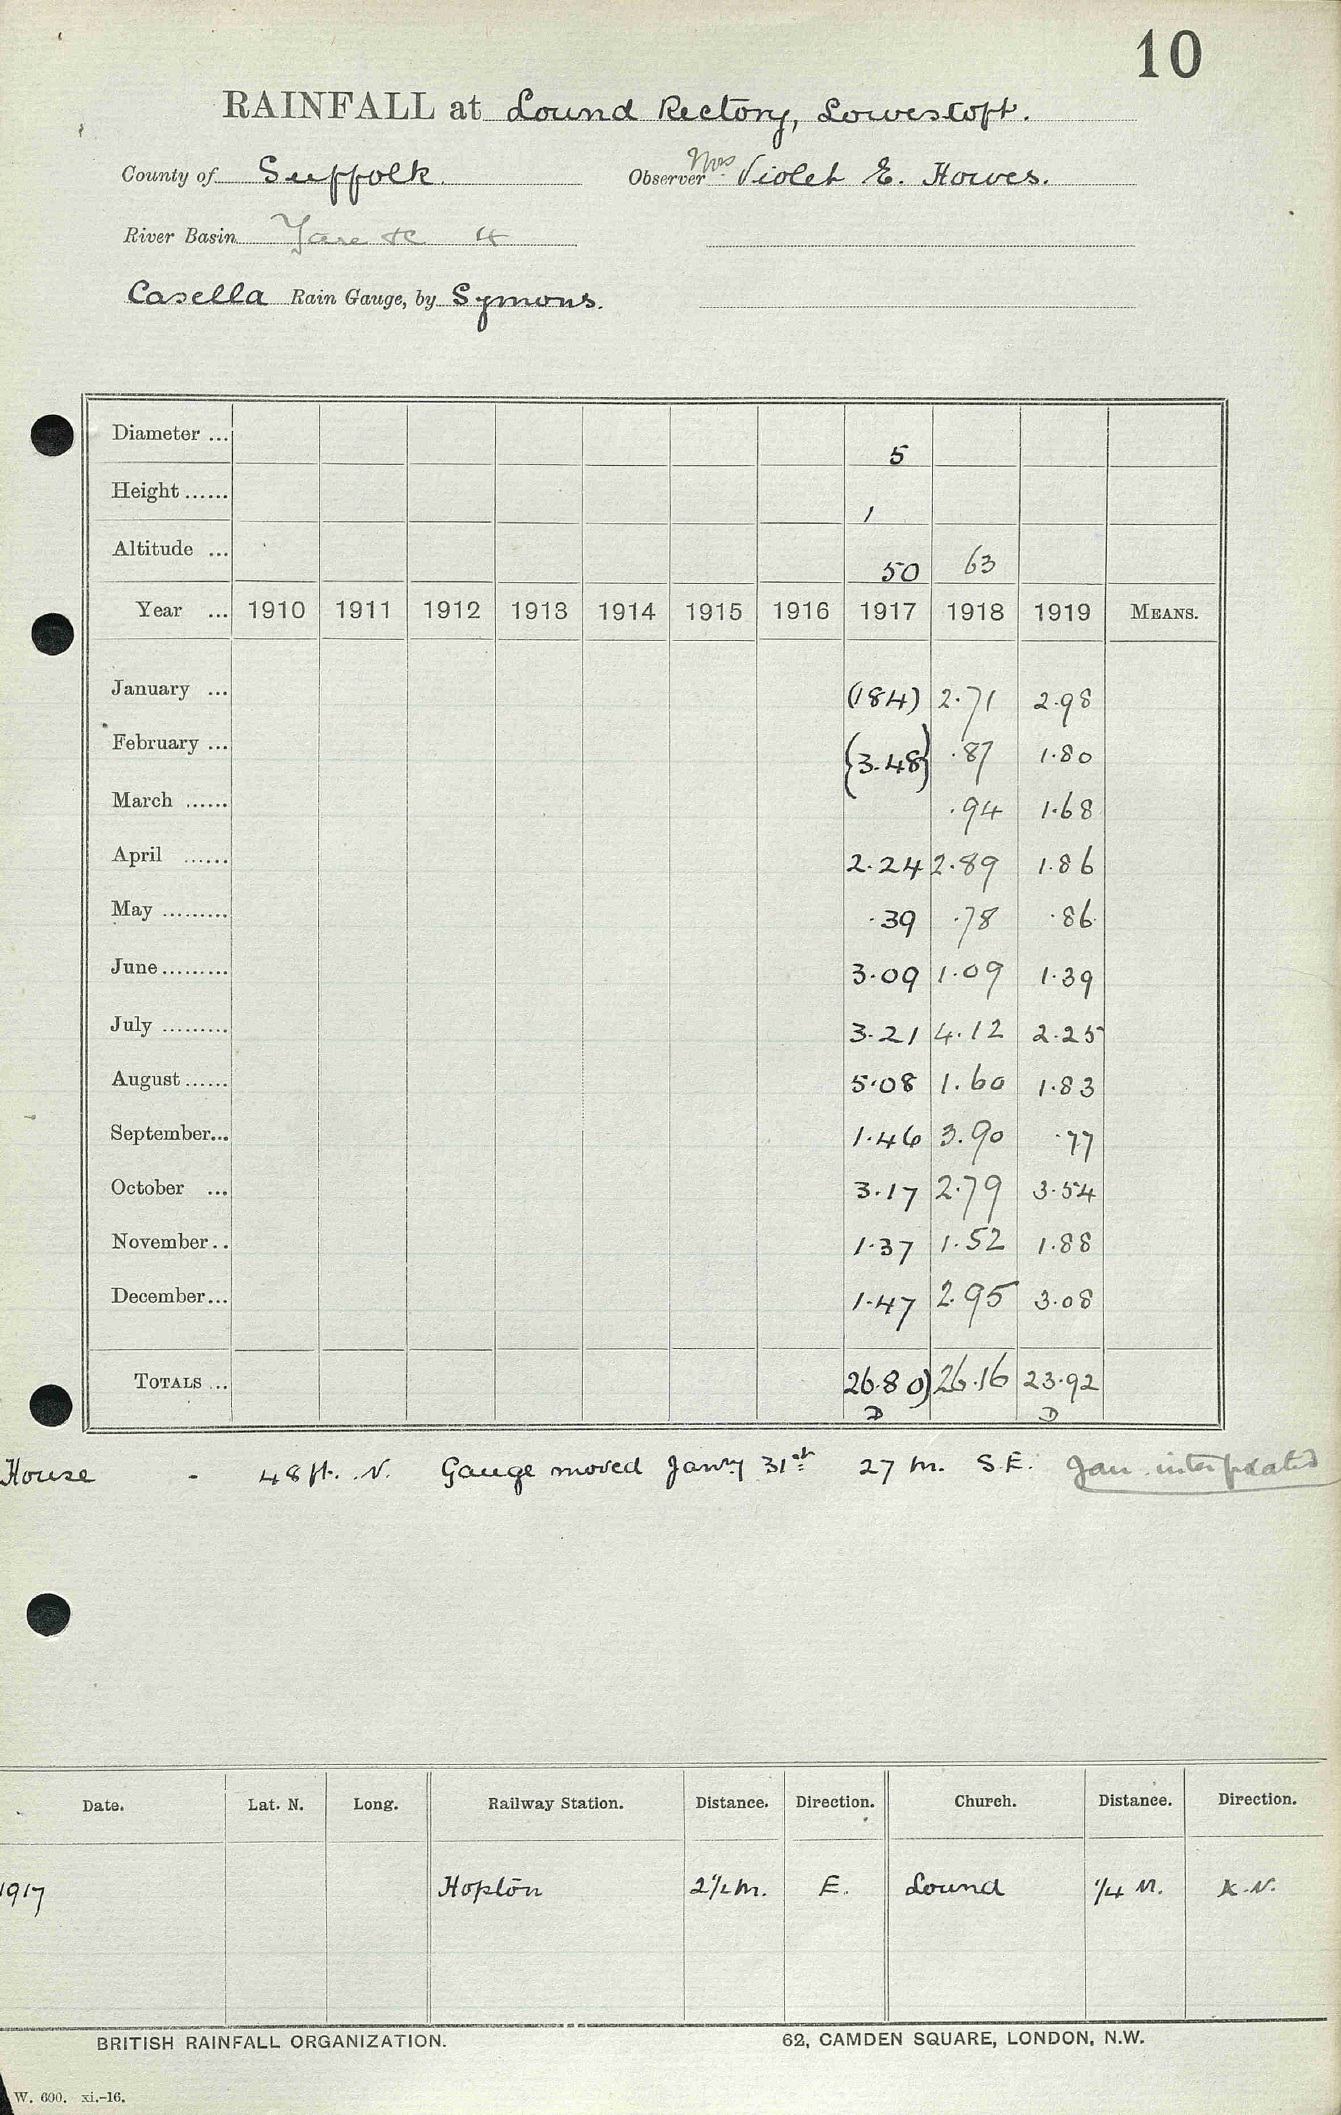 10
RAINFALL at Lound Rectory, Lowestoft.
County of Suffolk. Observer Mrs Violet E. Howes.
River Basin Yare &c 4
Casella Rain Gauge, by Symons.
Diameter ... 5
Height ...... 1
Altitude ... 50 63
Year ... 1910 1911 1912 1913 1914 1915 1916 1917 1918 1919 MEANS.
January ... (184) 2.71 2.98
February ... {3.48} .87 1.80
March ...... .94 1.68
April ...... 2.24 2.89 1.86
May ......... .39 .78 .86
June ......... 3.09 1.09 1.39
July ......... 3.21 4.12 2.25
August ...... 5.08 1.60 1.83
September... 1.46 3.90 .77
October ... 3.17 2.79 3.54
November .. 1.37 1.52 1.88
December... 1.47 2.95 3.08
TOTALS ... 26.80) 26.16 23.92
D D
House - 48 ft. N. Gauge moved Janry 31st 27 m. S.E. Jan. interpolated
Date. Lat. N. Long. Railway Station. Distance. Direction. Church. Distance. Direction.
1917 Hopton 2½ m. E. Lound ¼ m. N.
BRITISH RAINFALL ORGANIZATION. 62, CAMDEN SQUARE, LONDON, N.W.
W. 600. xi.-16.